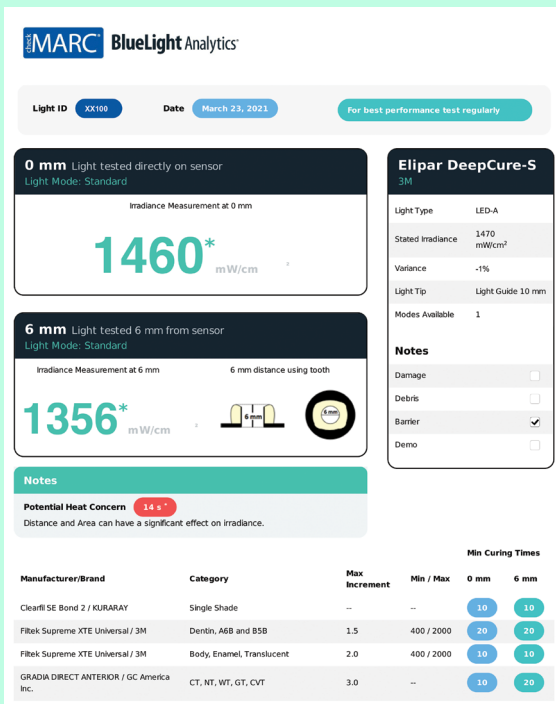 checkMARC® BlueLight Analytics®
Light ID XX100 Date March 23, 2021 For best performance test regularly
0 mm Light tested directly on sensor
Light Mode: Standard
Irradiance Measurement at 0 mm
1460* mW/cm 2
6 mm Light tested 6 mm from sensor
Light Mode: Standard
Irradiance Measurement at 6 mm 6 mm distance using tooth
1356* mW/cm 2 6 mm 6 mm
Elipar DeepCure-S
3M
Light Type LED-A
Stated Irradiance 1470 mW/cm²
Variance -1%
Light Tip Light Guide 10 mm
Modes Available 1
Notes
Damage
Debris
Barrier
Demo
Notes
Potential Heat Concern 14 s *
Distance and Area can have a significant effect on irradiance.
Min Curing Times
Manufacturer/Brand Category Max Increment Min / Max 0 mm 6 mm
Clearfil SE Bond 2 / KURARAY Single Shade -- -- 10 10
Filtek Supreme XTE Universal / 3M Dentin, A6B and B5B 1.5 400 / 2000 20 20
Filtek Supreme XTE Universal / 3M Body, Enamel, Translucent 2.0 400 / 2000 10 10
GRADIA DIRECT ANTERIOR / GC America Inc. CT, NT, WT, GT, CVT 3.0 -- 10 20